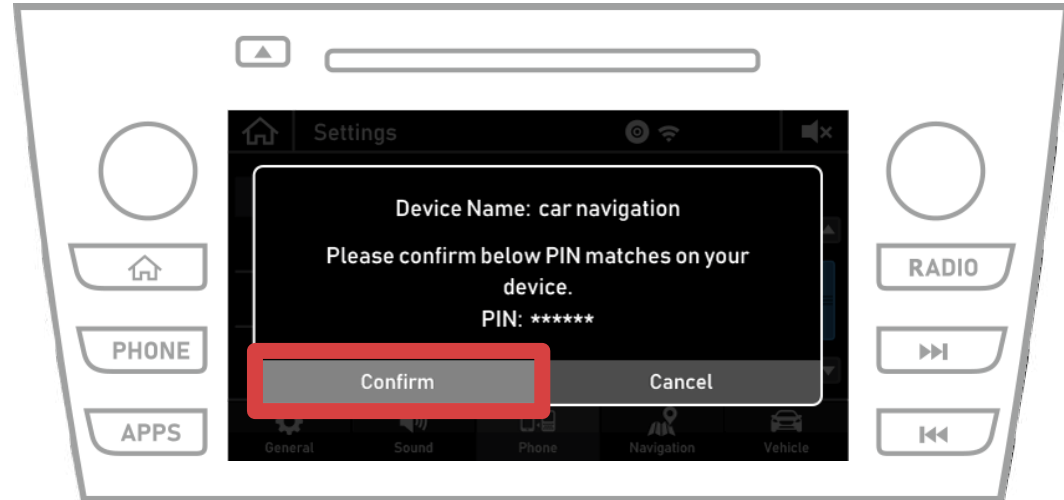 Settings
Device Name: car navigation
Please confirm below PIN matches on your
device.
PIN: ******
Confirm
Cancel
General
Sound
Phone
Navigation
Vehicle
PHONE
APPS
RADIO